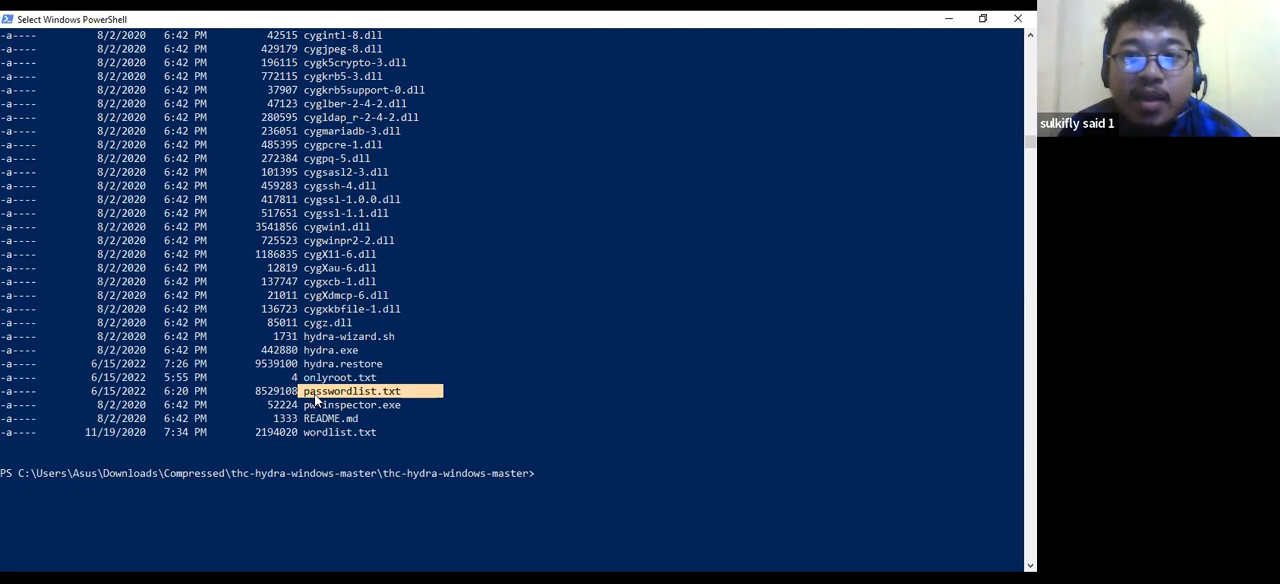 Select Windows PowerShell
-a---- 8/2/2020 6:42 PM 42515 cygintl-8.dll
-a---- 8/2/2020 6:42 PM 429179 cygjpeg-8.dll
-a---- 8/2/2020 6:42 PM 196115 cygk5crypto-3.dll
-a---- 8/2/2020 6:42 PM 772115 cygkrb5-3.dll
-a---- 8/2/2020 6:42 PM 37907 cygkrb5support-0.dll
-a---- 8/2/2020 6:42 PM 47123 cyglber-2-4-2.dll
-a---- 8/2/2020 6:42 PM 280595 cygldap_r-2-4-2.dll
-a---- 8/2/2020 6:42 PM 236051 cygmariadb-3.dll
-a---- 8/2/2020 6:42 PM 485395 cygpcre-1.dll
-a---- 8/2/2020 6:42 PM 272384 cygpq-5.dll
-a---- 8/2/2020 6:42 PM 101395 cygsasl2-3.dll
-a---- 8/2/2020 6:42 PM 459283 cygssh-4.dll
-a---- 8/2/2020 6:42 PM 417811 cygssl-1.0.0.dll
-a---- 8/2/2020 6:42 PM 517651 cygssl-1.1.dll
-a---- 8/2/2020 6:42 PM 3541856 cygwin1.dll
-a---- 8/2/2020 6:42 PM 725523 cygwinpr2-2.dll
-a---- 8/2/2020 6:42 PM 1186835 cygX11-6.dll
-a---- 8/2/2020 6:42 PM 12819 cygXau-6.dll
-a---- 8/2/2020 6:42 PM 137747 cygxcb-1.dll
-a---- 8/2/2020 6:42 PM 21011 cygXdmcp-6.dll
-a---- 8/2/2020 6:42 PM 136723 cygxkbfile-1.dll
-a---- 8/2/2020 6:42 PM 85011 cygz.dll
-a---- 8/2/2020 6:42 PM 1731 hydra-wizard.sh
-a---- 8/2/2020 6:42 PM 442880 hydra.exe
-a---- 6/15/2022 7:26 PM 9539100 hydra.restore
-a---- 6/15/2022 5:55 PM 4 onlyroot.txt
-a---- 6/15/2022 6:20 PM 8529108 passwordlist.txt
-a---- 8/2/2020 6:42 PM 52224 pw-inspector.exe
-a---- 8/2/2020 6:42 PM 1333 README.md
-a---- 11/19/2020 7:34 PM 2194020 wordlist.txt
PS C:\Users\Asus\Downloads\Compressed\thc-hydra-windows-master\thc-hydra-windows-master>
sulkifly said 1